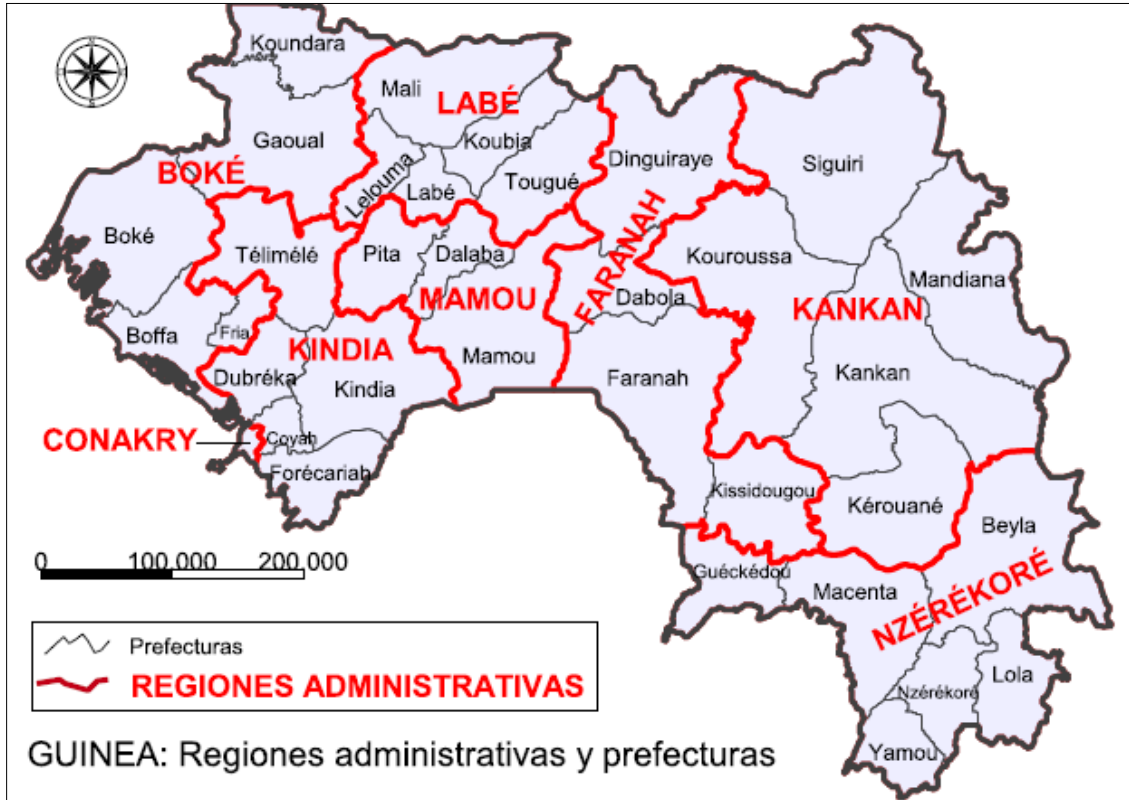 Koundara
Mali
LABÉ
Gaoual
Koubia
Dinguiraye
Siguiri
BOKÉ
Lelouma
Labé
Tougué
Boké
Télimélé
Pita
Dalaba
FARANAH
Kouroussa
Mandiana
Dabola
MAMOU
KANKAN
Boffa
Fria
KINDIA
Mamou
Dubréka
Kindia
Faranah
Kankan
CONAKRY
Coyah
Forécariah
Kissidougou
Kérouané
Beyla
0 100,000 200,000
Guéckédou
Macenta
NZÉRÉKORÉ
Prefecturas
REGIONES ADMINISTRATIVAS
Nzérékoré
Lola
Yamou
GUINEA: Regiones administrativas y prefecturas